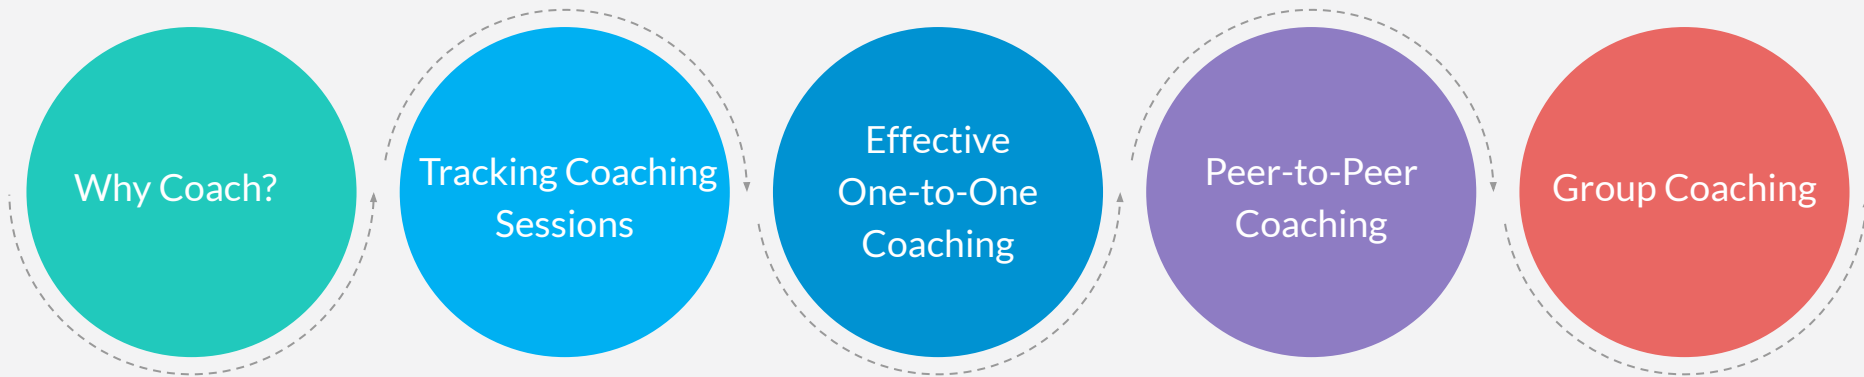 Why Coach?
Tracking Coaching
Sessions
Effective
One-to-One
Coaching
Peer-to-Peer
Coaching
Group Coaching